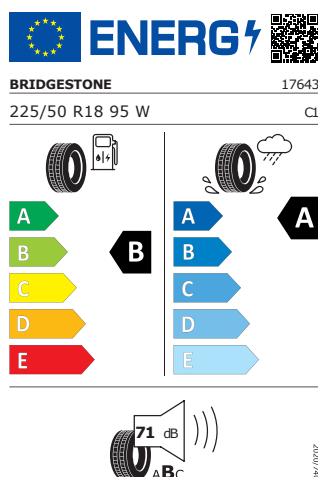 ENERG
BRIDGESTONE 17643
225/50 R18 95 W C1
A A
B B
C C
D D
E E
B A
71 dB
ABC